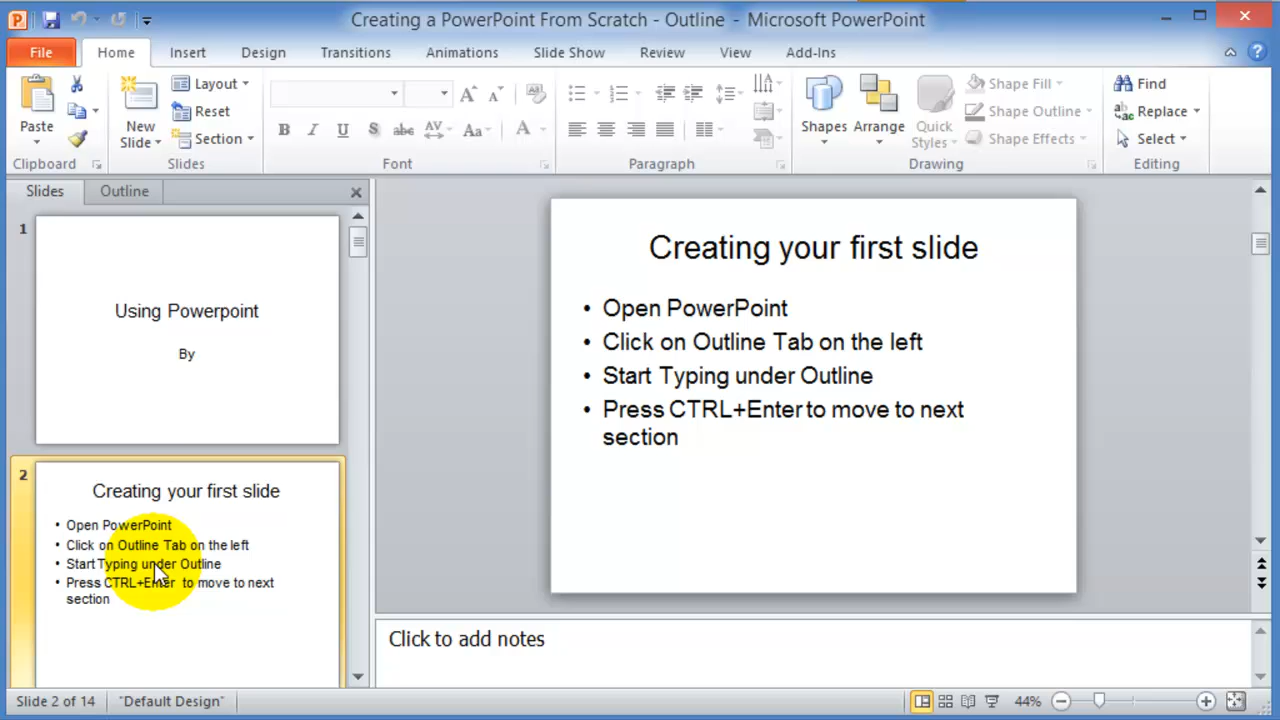 Creating a PowerPoint From Scratch - Outline - Microsoft PowerPoint
File Home Insert Design Transitions Animations Slide Show Review View Add-Ins
Paste
New Slide
Layout
Reset
Section
B I U S abc AV Aa A
Shapes
Arrange
Quick Styles
Shape Fill
Shape Outline
Shape Effects
Find
Replace
Select
Clipboard Slides Font Paragraph Drawing Editing
Slides Outline
1
Using Powerpoint
By
2
Creating your first slide
• Open PowerPoint
• Click on Outline Tab on the left
• Start Typing under Outline
• Press CTRL+Enter to move to next
section
Creating your first slide
• Open PowerPoint
• Click on Outline Tab on the left
• Start Typing under Outline
• Press CTRL+Enter to move to next
section
Click to add notes
Slide 2 of 14 "Default Design" 44%